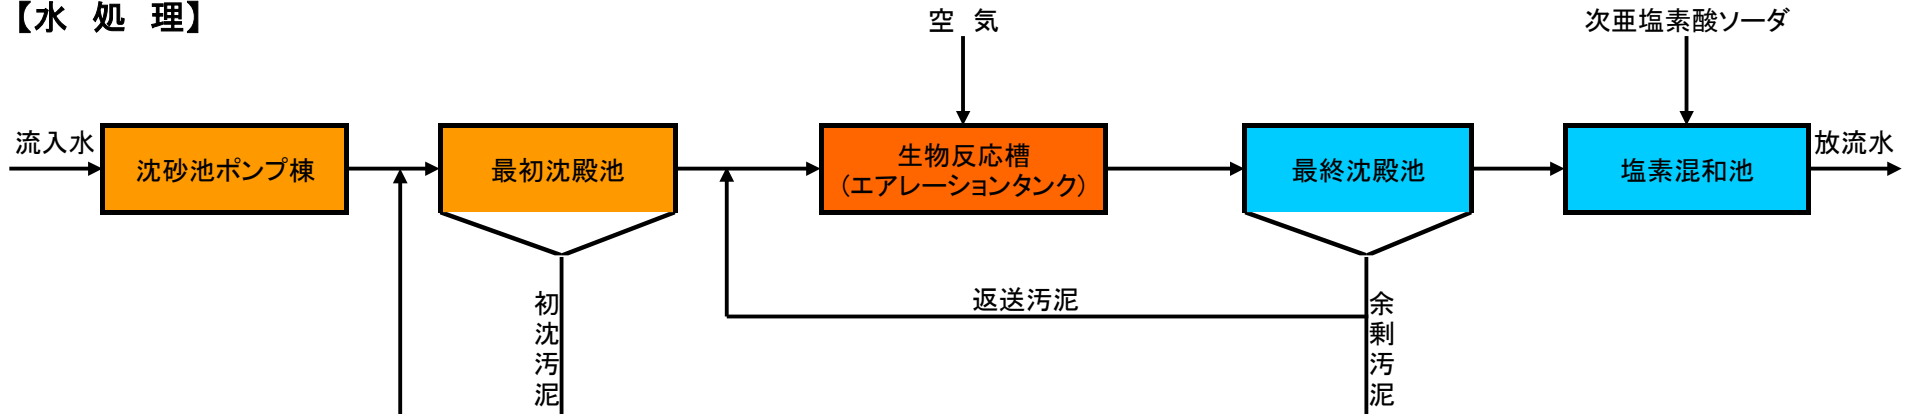 【水 処 理】
空 気
次亜塩素酸ソーダ
流入水
沈砂池ポンプ棟
最初沈殿池
生物反応槽
（エアレーションタンク）
最終沈殿池
塩素混和池
放流水
返送汚泥
初沈汚泥
余剰汚泥